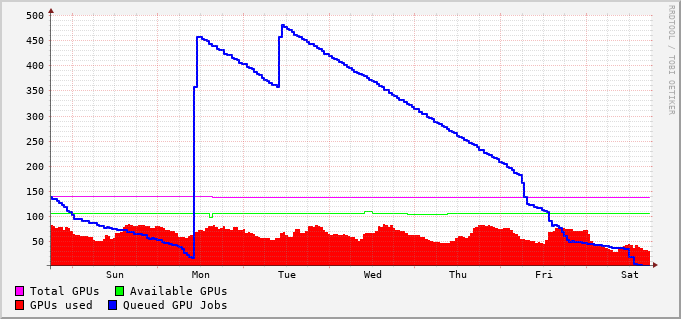 500
450
400
350
300
250
200
150
100
50
Sun Mon Tue Wed Thu Fri Sat
Total GPUs Available GPUs
GPUs used Queued GPU Jobs
RRDTOOL / TOBI OETIKER